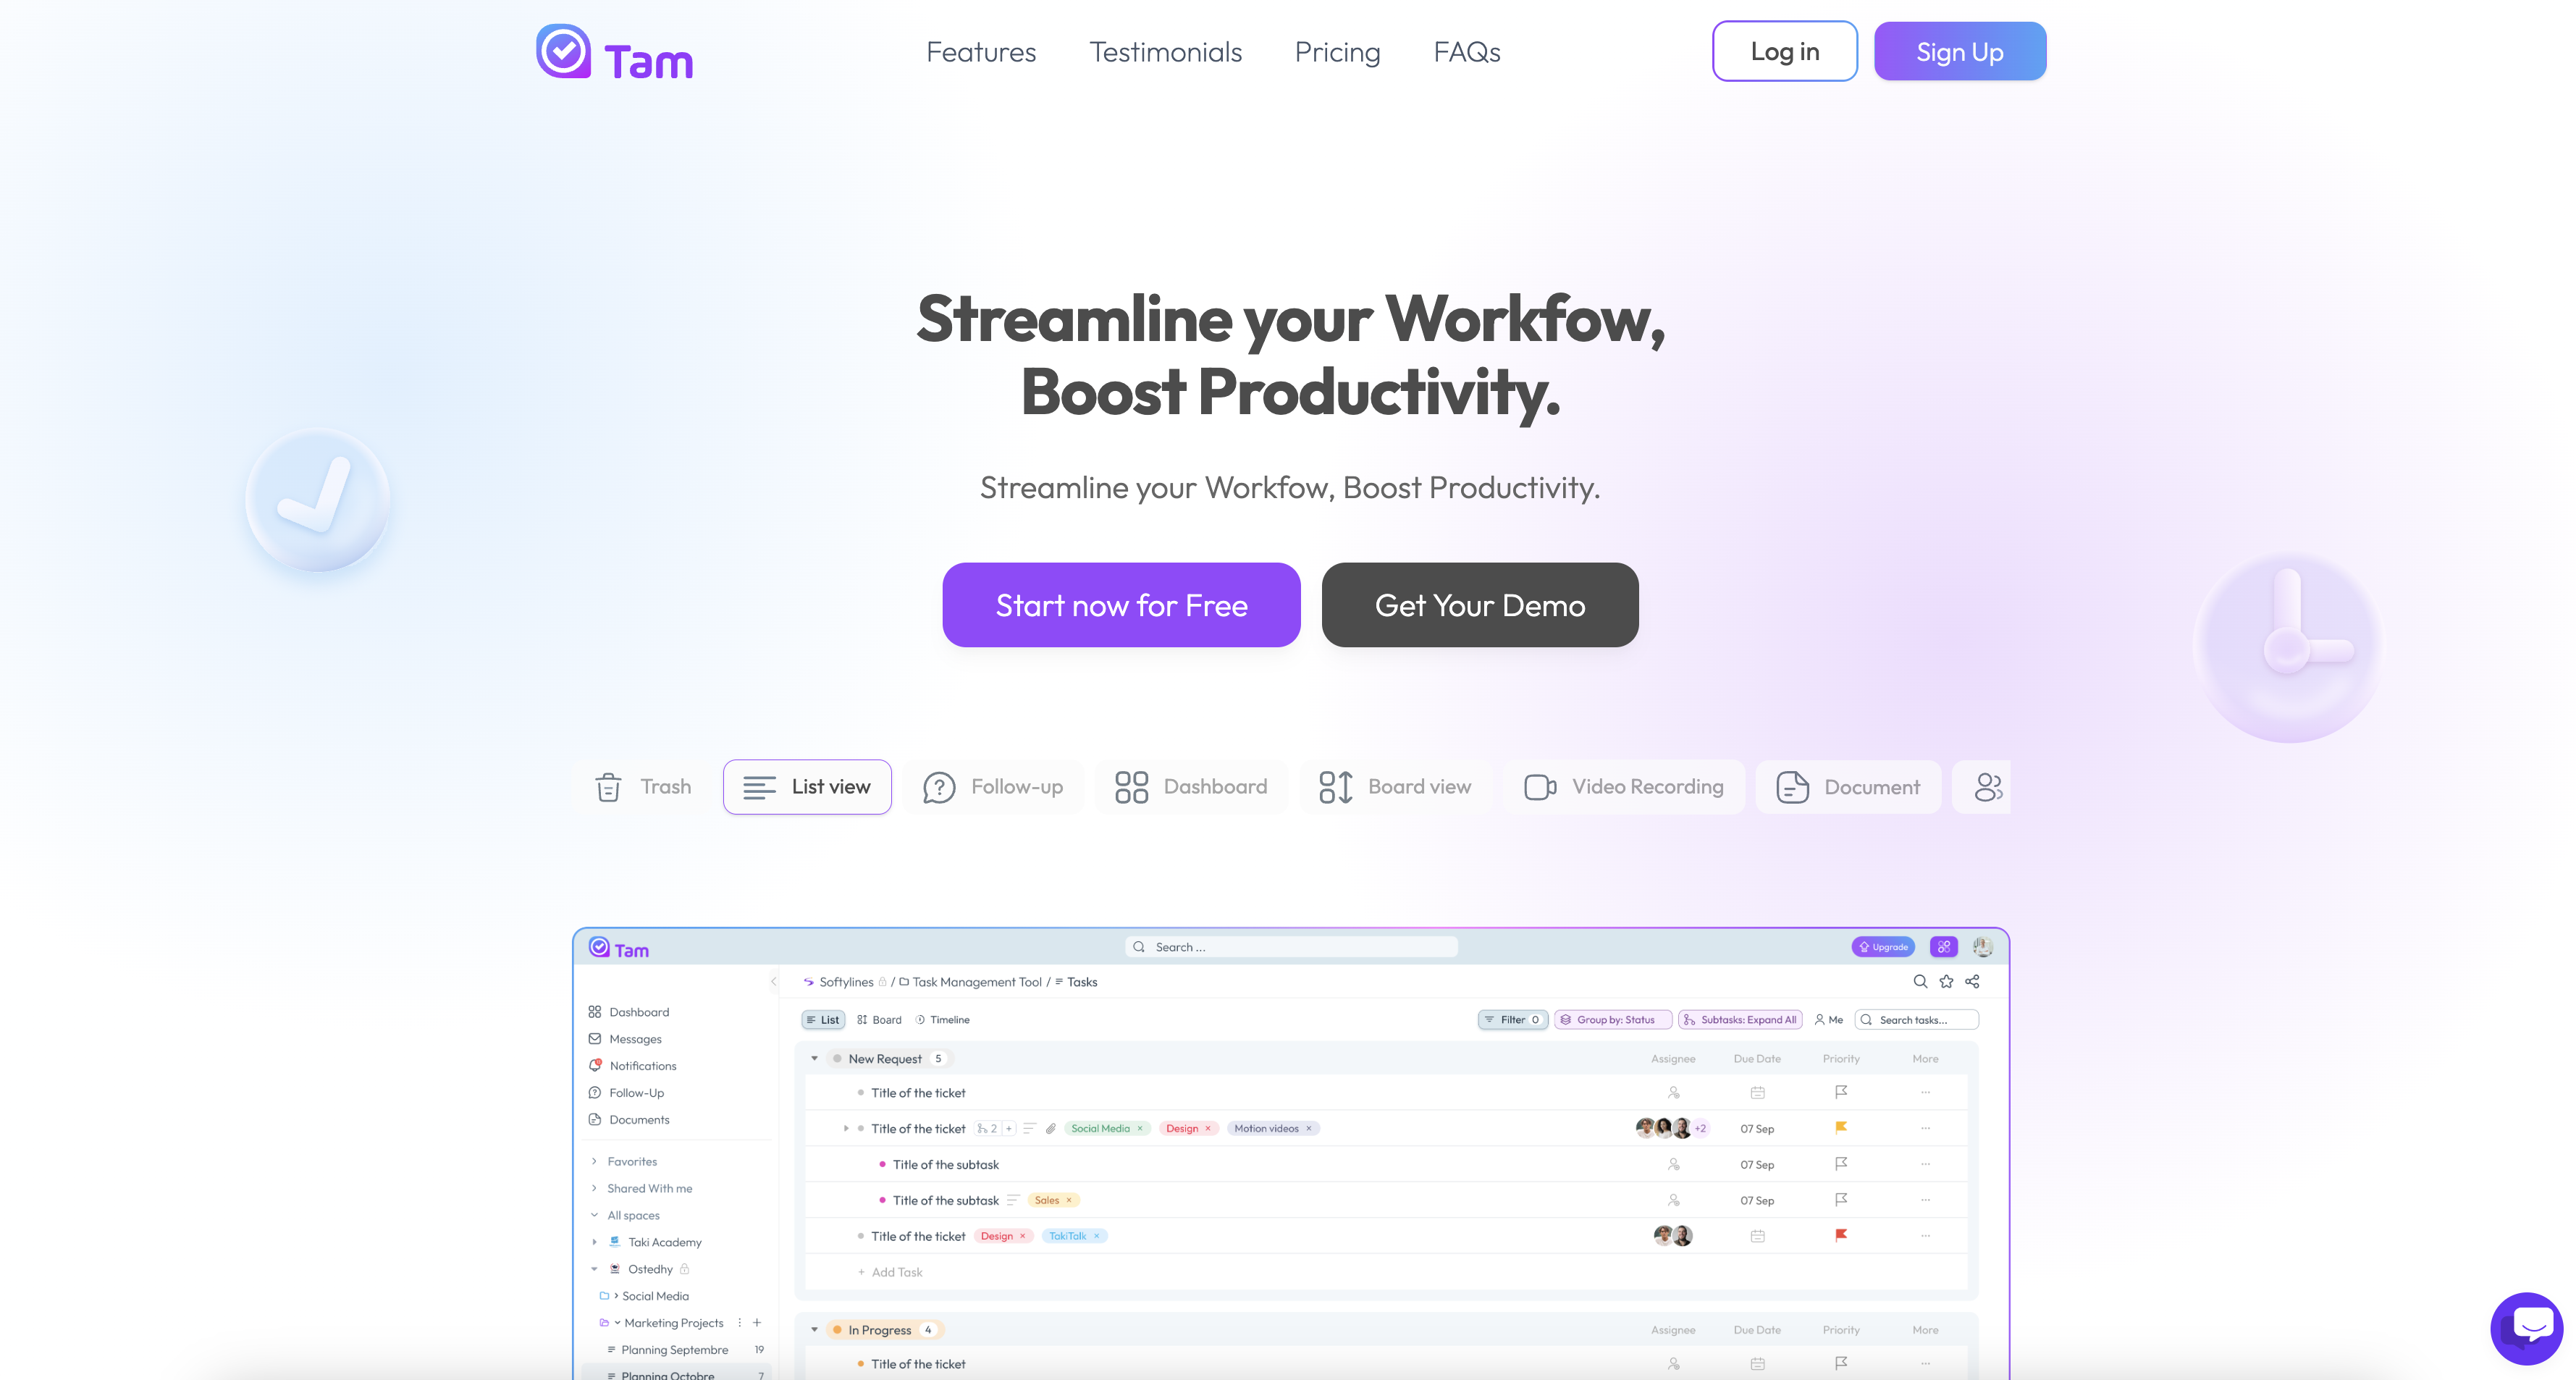 Tam
Features Testimonials Pricing FAQs
Log in Sign Up
Streamline your Workfow,
Boost Productivity.
Streamline your Workfow, Boost Productivity.
Start now for Free Get Your Demo
Trash List view Follow-up Dashboard Board view Video Recording Document
Tam Search ... Upgrade
Softylines / Task Management Tool / Tasks
List Board Timeline Filter 0 Group by: Status Subtasks: Expand All Me Search tasks...
Dashboard
Messages
Notifications
Follow-Up
Documents
Favorites
Shared With me
All spaces
Taki Academy
Ostedhy
Social Media
Marketing Projects
Planning Septembre 19
Planning Octobre 7
New Request 5 Assignee Due Date Priority More
Title of the ticket
Title of the ticket 2 + Social Media × Design × Motion videos × +2 07 Sep
Title of the subtask 07 Sep
Title of the subtask Sales × 07 Sep
Title of the ticket Design × TakiTalk ×
+ Add Task
In Progress 4 Assignee Due Date Priority More
Title of the ticket